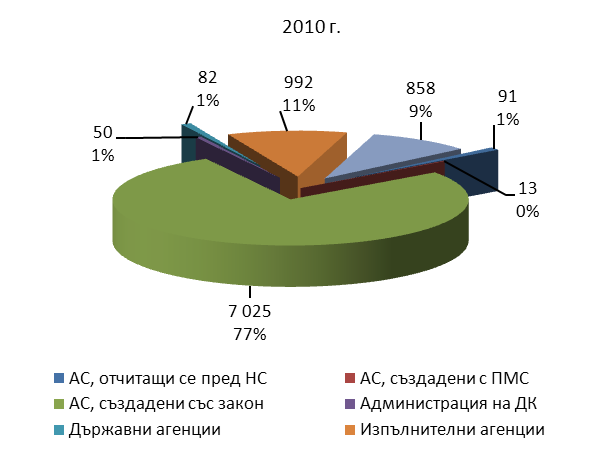 2010 г.
82
1%
992
11%
858
9%
91
1%
50
1%
13
0%
7 025
77%
АС, отчитащи се пред НС
АС, създадени с ПМС
АС, създадени със закон
Администрация на ДК
Държавни агенции
Изпълнителни агенции